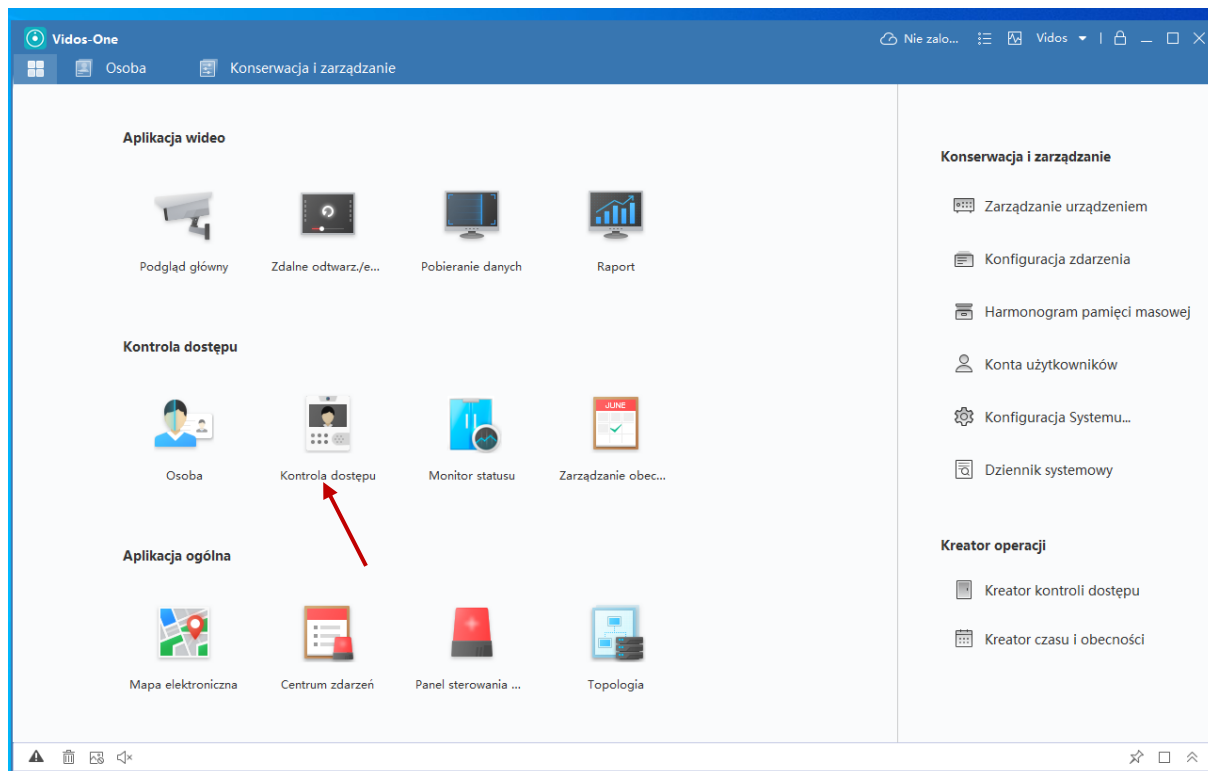 Vidos-One
Nie zalo...
Vidos
Osoba
Konserwacja i zarządzanie
Aplikacja wideo
Podgląd główny
Zdalne odtwarz./e...
Pobieranie danych
Raport
Kontrola dostępu
JUNE
Osoba
Kontrola dostępu
Monitor statusu
Zarządzanie obec...
Aplikacja ogólna
Mapa elektroniczna
Centrum zdarzeń
Panel sterowania ...
Topologia
Konserwacja i zarządzanie
Zarządzanie urządzeniem
Konfiguracja zdarzenia
Harmonogram pamięci masowej
Konta użytkowników
Konfiguracja Systemu...
Dziennik systemowy
Kreator operacji
Kreator kontroli dostępu
Kreator czasu i obecności